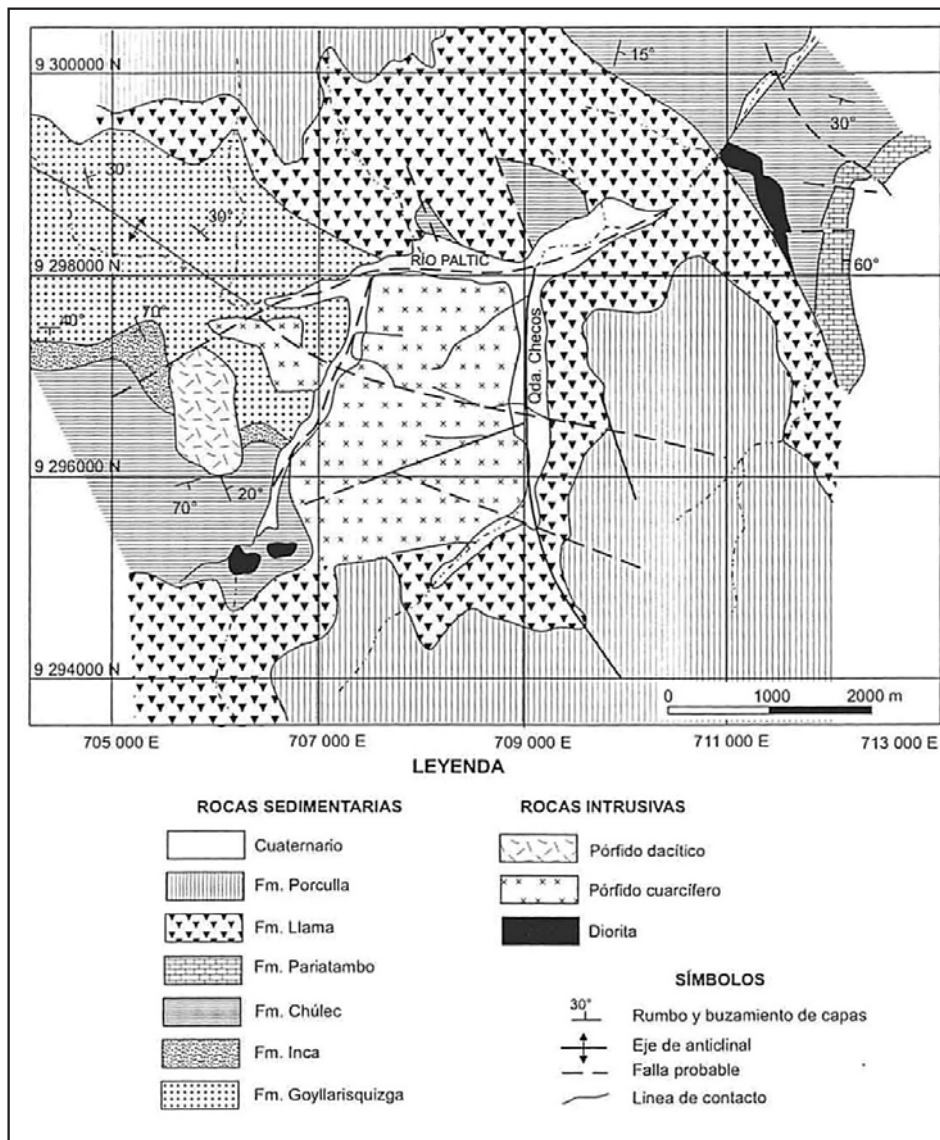 9 300000 N
15°
30°
30
30°
RÍO PALTIC
9 298000 N
60°
70°
40°
Qda. Checos
9 296000 N
20°
70°
9 294000 N
0 1000 2000 m
705 000 E 707 000 E 709 000 E 711 000 E 713 000 E
LEYENDA
ROCAS SEDIMENTARIAS
Cuaternario
Fm. Porculla
Fm. Llama
Fm. Pariatambo
Fm. Chúlec
Fm. Inca
Fm. Goyllarisquizga
ROCAS INTRUSIVAS
Pórfido dacítico
Pórfido cuarcífero
Diorita
SÍMBOLOS
30° Rumbo y buzamiento de capas
Eje de anticlinal
Falla probable
Linea de contacto